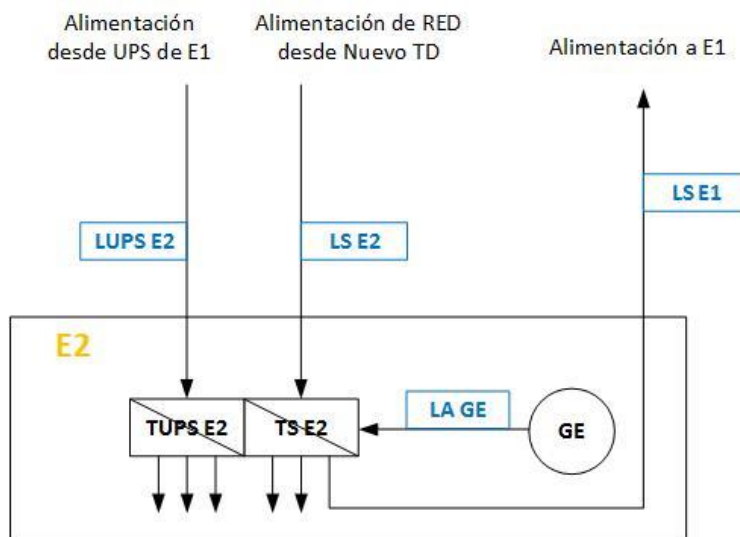 Alimentación
desde UPS de E1
Alimentación de RED
desde Nuevo TD
Alimentación a E1
LS E1
LUPS E2
LS E2
E2
LA GE
TUPS E2
TS E2
GE